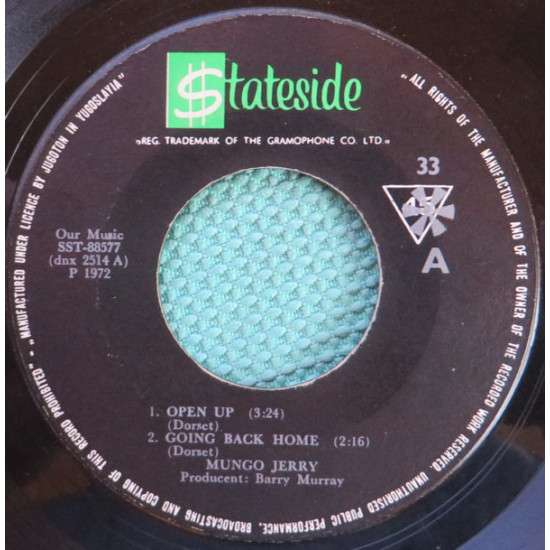 $tateside
„REG. TRADEMARK OF THE GRAMOPHONE CO. LTD.“
„MANUFACTURED UNDER LICENCE BY JUGOTON IN YUGOSLAVIA“
„ALL RIGHTS OF THE MANUFACTURER AND OF THE OWNER OF THE RECORDED WORK RESERVED. UNAUTHORISED PUBLIC PERFORMANCE, BROADCASTING AND COPYING OF THIS RECORD PROHIBITED“
33
45
A
Our Music
SST-88577
(dnx 2514 A)
P 1972
1. OPEN UP (3:24)
(Dorset)
2. GOING BACK HOME (2:16)
(Dorset)
MUNGO JERRY
Producent: Barry Murray